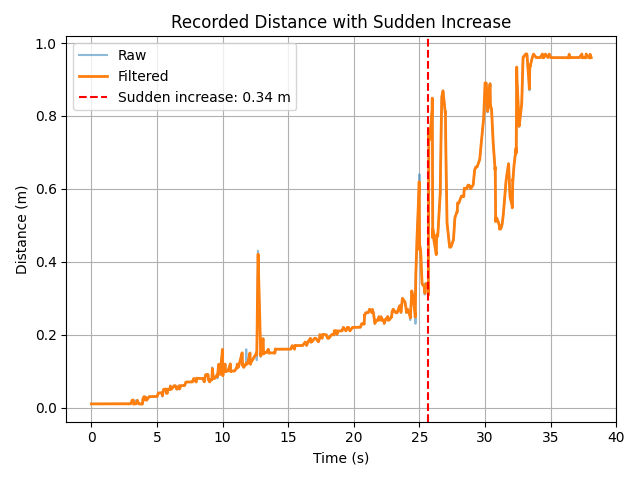 Recorded Distance with Sudden Increase
Raw
Filtered
Sudden increase: 0.34 m
Distance (m)
1.0
0.8
0.6
0.4
0.2
0.0
0 5 10 15 20 25 30 35 40
Time (s)